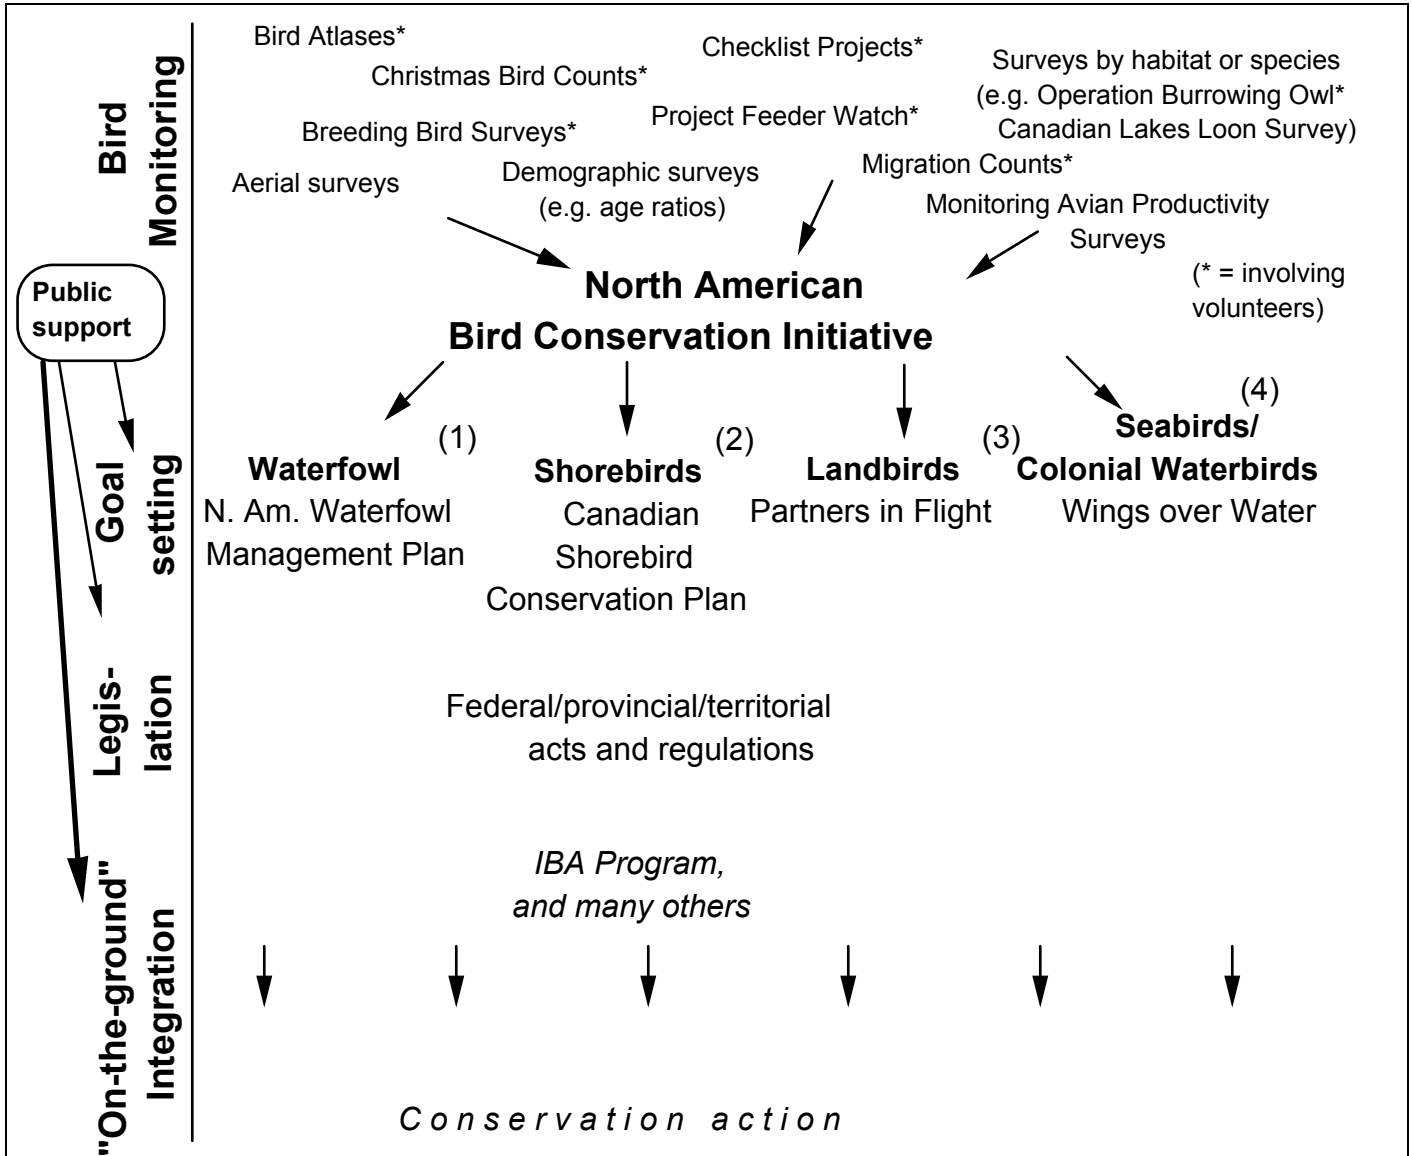 Bird Atlases*
Checklist Projects*
Christmas Bird Counts*
Surveys by habitat or species
(e.g. Operation Burrowing Owl*
Canadian Lakes Loon Survey)
Project Feeder Watch*
Breeding Bird Surveys*
Migration Counts*
Demographic surveys
(e.g. age ratios)
Aerial surveys
Monitoring Avian Productivity
Surveys
(* = involving
volunteers)
Bird
Monitoring
Public
support
North American
Bird Conservation Initiative
Goal
setting
(1)
Waterfowl
N. Am. Waterfowl
Management Plan
(2)
Shorebirds
Canadian
Shorebird
Conservation Plan
(3)
Landbirds
Partners in Flight
(4)
Seabirds/
Colonial Waterbirds
Wings over Water
Legis-
lation
Federal/provincial/territorial
acts and regulations
"On-the-ground"
Integration
IBA Program,
and many others
Conservation action